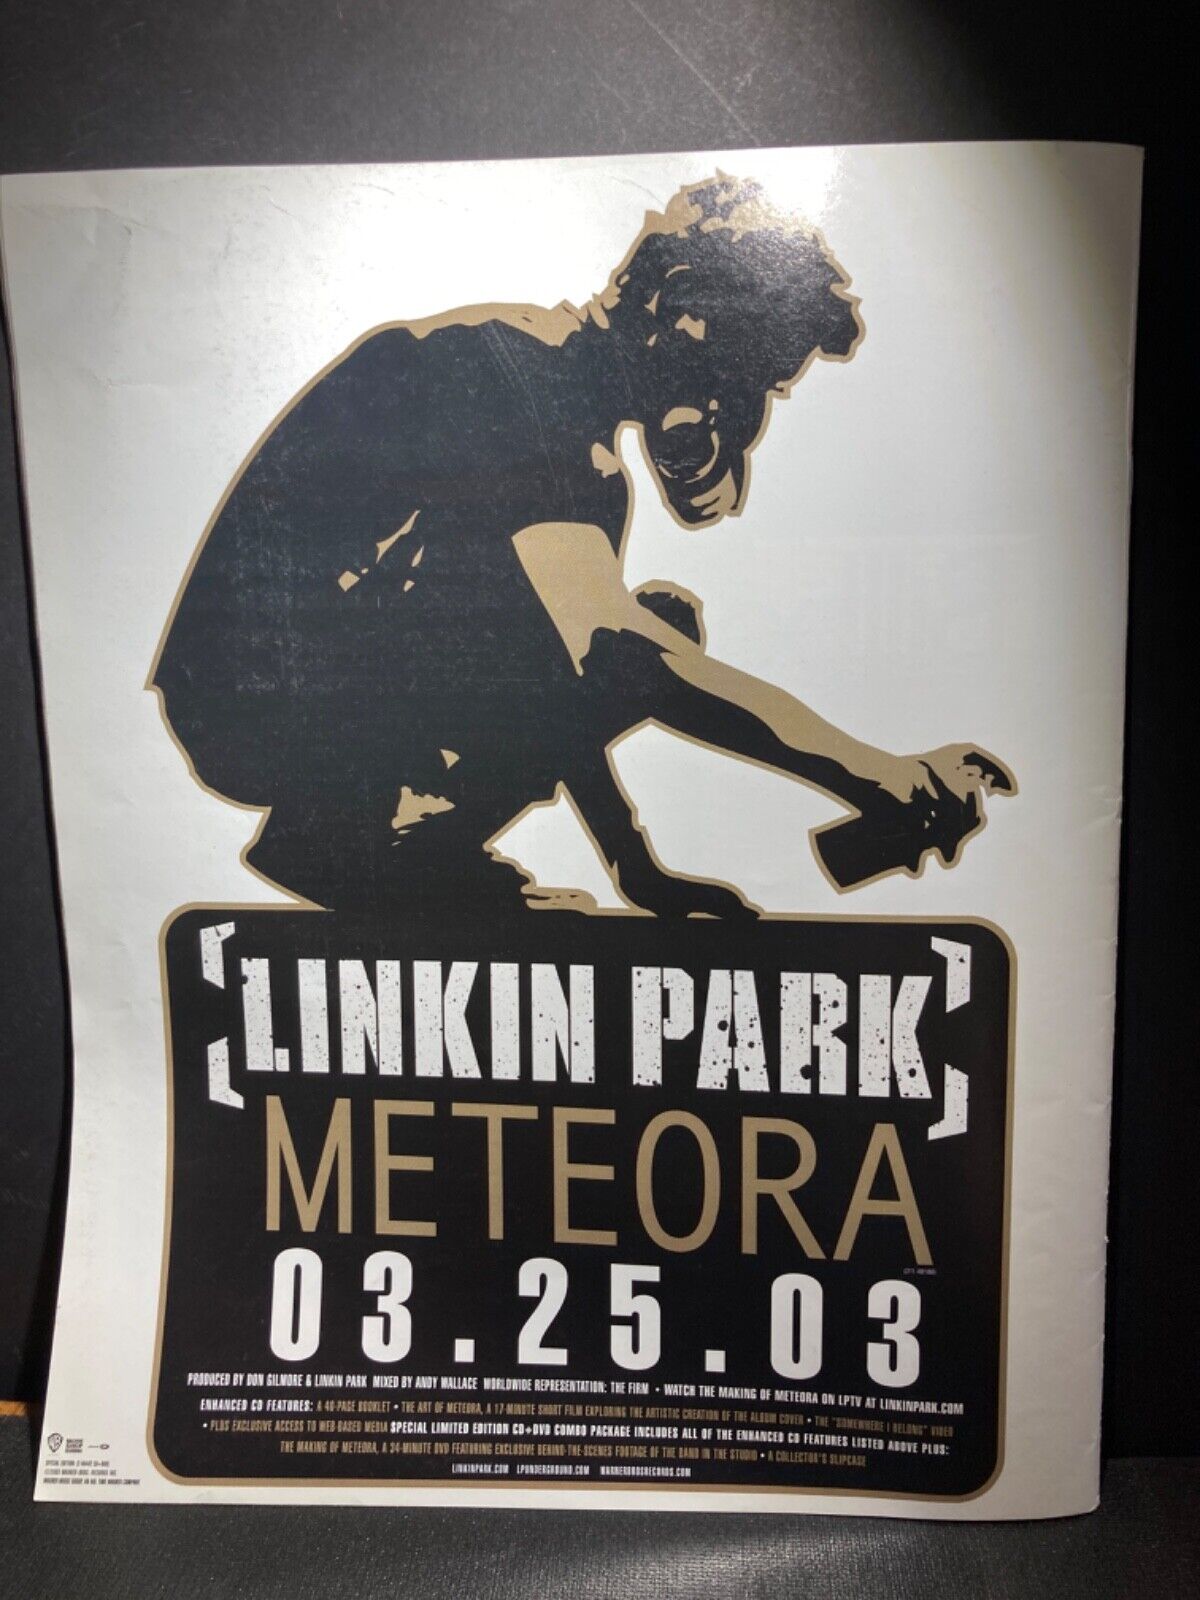 LINKIN PARK
METEORA
03.25.03
PRODUCED BY DON GILMORE & LINKIN PARK MIXED BY ANDY WALLACE WORLDWIDE REPRESENTATION: THE FIRM • WATCH THE MAKING OF METEORA ON LPTV AT LINKINPARK.COM
ENHANCED CD FEATURES: A 40-PAGE BOOKLET • THE ART OF METEORA, A 17-MINUTE SHORT FILM EXPLORING THE ARTISTIC CREATION OF THE ALBUM COVER • THE "SOMEWHERE I BELONG" VIDEO
• PLUS EXCLUSIVE ACCESS TO WEB-BASED MEDIA SPECIAL LIMITED EDITION CD+DVD COMBO PACKAGE INCLUDES ALL OF THE ENHANCED CD FEATURES LISTED ABOVE PLUS:
THE MAKING OF METEORA, A 34-MINUTE DVD FEATURING EXCLUSIVE BEHIND-THE-SCENES FOOTAGE OF THE BAND IN THE STUDIO • A COLLECTOR'S SLIPCASE
LINKINPARK.COM LPUNDERGROUND.COM WARNERBROSRECORDS.COM